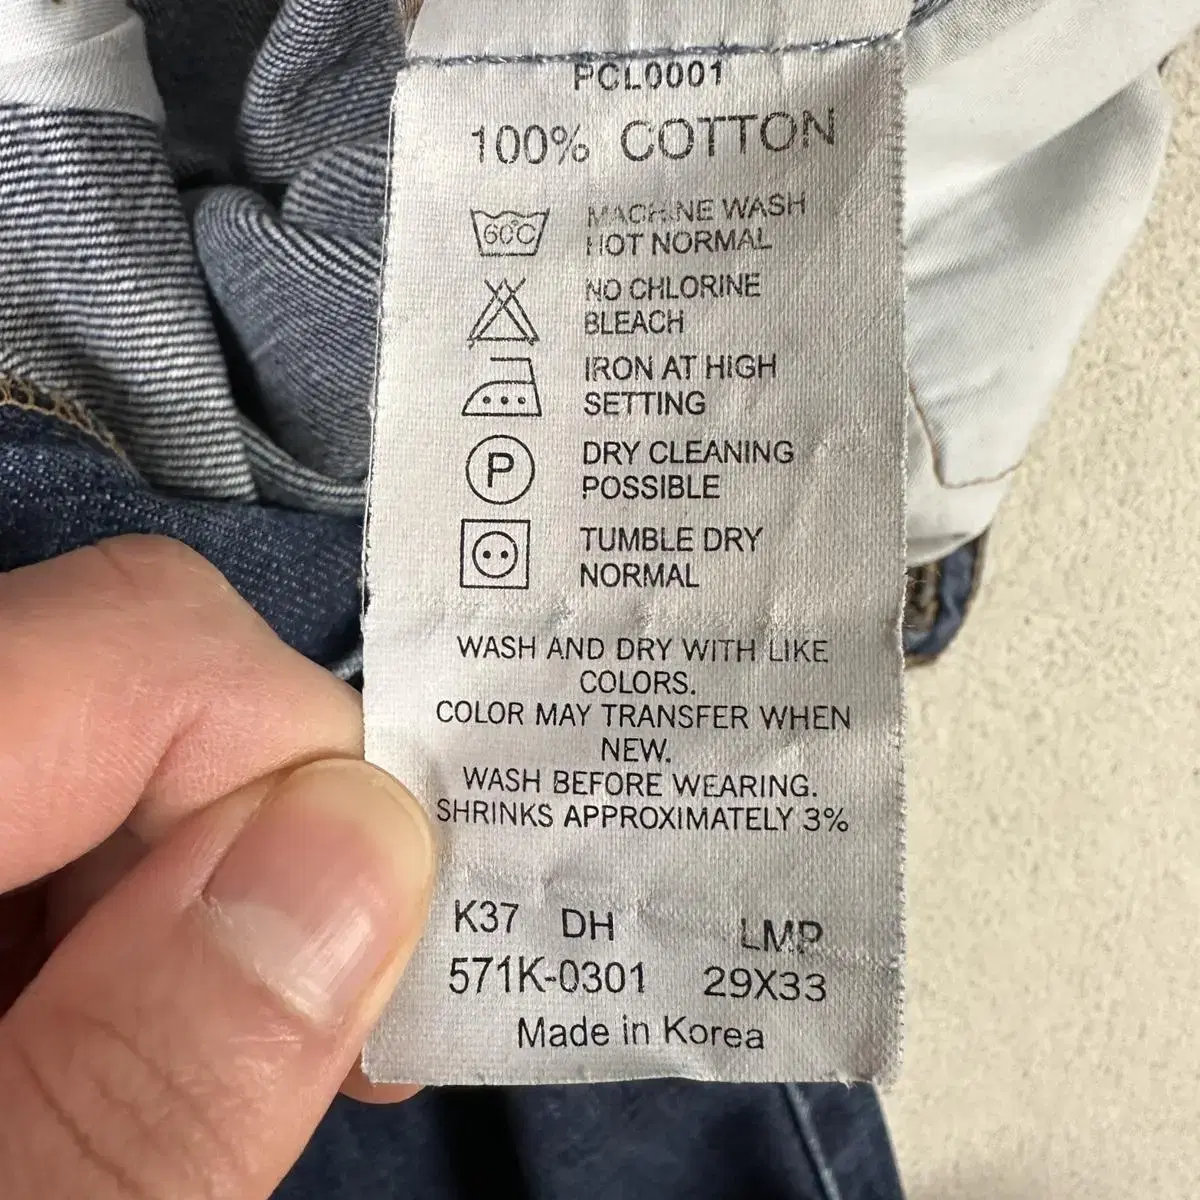 PCL0001
100% COTTON
60°C MACHINE WASH
HOT NORMAL
NO CHLORINE
BLEACH
IRON AT HIGH
SETTING
P DRY CLEANING
POSSIBLE
TUMBLE DRY
NORMAL
WASH AND DRY WITH LIKE
COLORS.
COLOR MAY TRANSFER WHEN
NEW.
WASH BEFORE WEARING.
SHRINKS APPROXIMATELY 3%
K37 DH LMP
571K-0301 29X33
Made in Korea